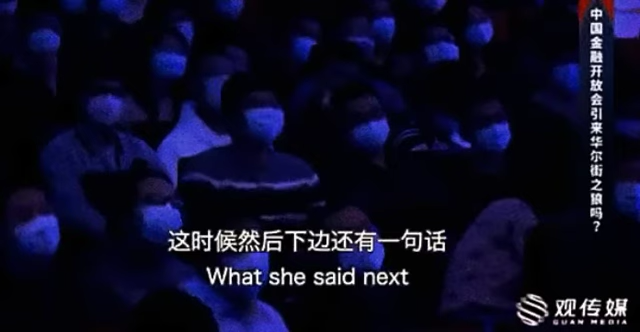 中国金融开放会引来华尔街之狼吗?
这时候然后下边还有一句话
What she said next
观传媒
GUAN MEDIA